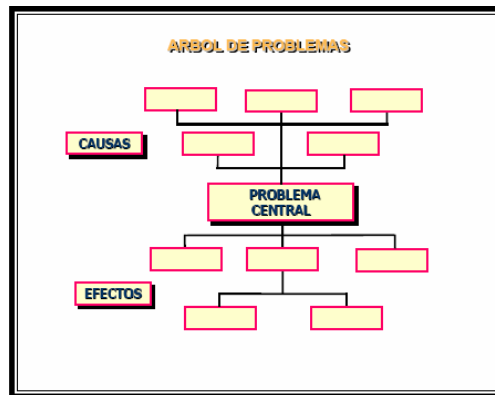 ARBOL DE PROBLEMAS
CAUSAS
PROBLEMA
CENTRAL
EFECTOS